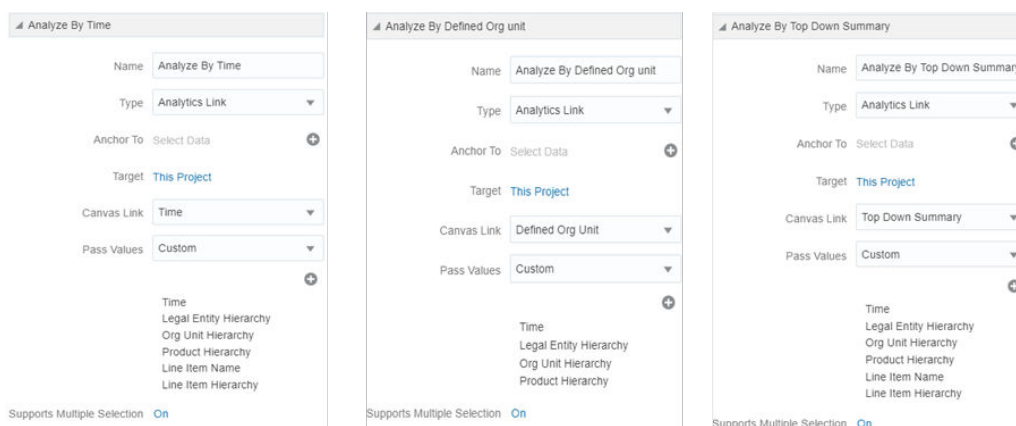 Analyze By Time
Name Analyze By Time
Type Analytics Link
Anchor To Select Data
Target This Project
Canvas Link Time
Pass Values Custom
Time
Legal Entity Hierarchy
Org Unit Hierarchy
Product Hierarchy
Line Item Name
Line Item Hierarchy
Supports Multiple Selection On
Analyze By Defined Org unit
Name Analyze By Defined Org unit
Type Analytics Link
Anchor To Select Data
Target This Project
Canvas Link Defined Org Unit
Pass Values Custom
Time
Legal Entity Hierarchy
Org Unit Hierarchy
Product Hierarchy
Supports Multiple Selection On
Analyze By Top Down Summary
Name Analyze By Top Down Summary
Type Analytics Link
Anchor To Select Data
Target This Project
Canvas Link Top Down Summary
Pass Values Custom
Time
Legal Entity Hierarchy
Org Unit Hierarchy
Product Hierarchy
Line Item Name
Line Item Hierarchy
Supports Multiple Selection On